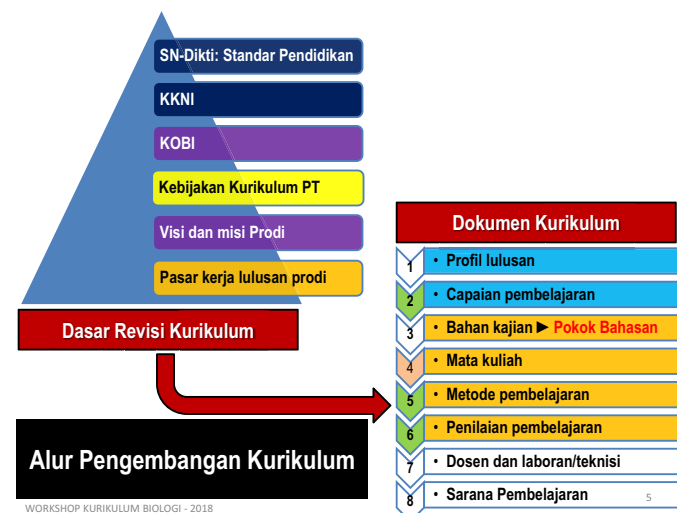 SN-Dikti: Standar Pendidikan
KKNI
KOBI
Kebijakan Kurikulum PT
Visi dan misi Prodi
Pasar kerja lulusan prodi
Dasar Revisi Kurikulum
Alur Pengembangan Kurikulum
WORKSHOP KURIKULUM BIOLOGI - 2018
Dokumen Kurikulum
1 • Profil lulusan
2 • Capaian pembelajaran
3 • Bahan kajian ► Pokok Bahasan
4 • Mata kuliah
5 • Metode pembelajaran
6 • Penilaian pembelajaran
7 • Dosen dan laboran/teknisi
8 • Sarana Pembelajaran
5